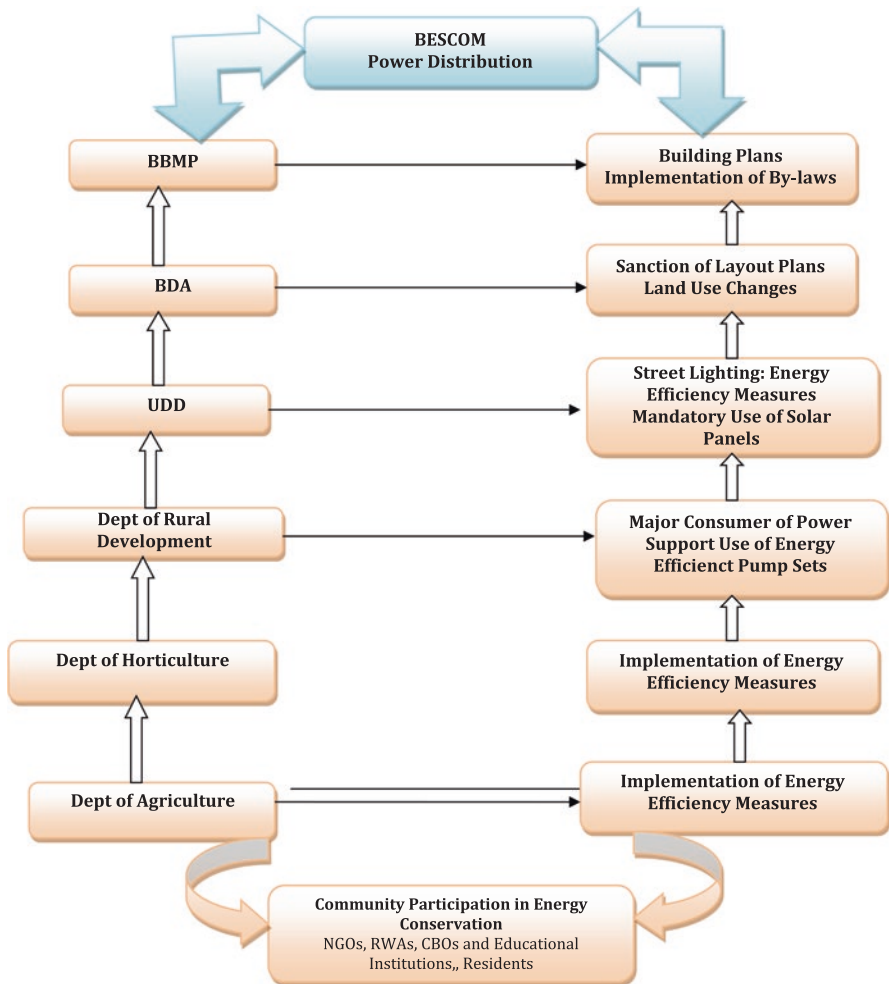 BESCOM
Power Distribution
BBMP
Building Plans
Implementation of By-laws
BDA
Sanction of Layout Plans
Land Use Changes
UDD
Street Lighting: Energy
Efficiency Measures
Mandatory Use of Solar
Panels
Dept of Rural
Development
Major Consumer of Power
Support Use of Energy
Efficienct Pump Sets
Dept of Horticulture
Implementation of Energy
Efficiency Measures
Dept of Agriculture
Implementation of Energy
Efficiency Measures
Community Participation in Energy
Conservation
NGOs, RWAs, CBOs and Educational
Institutions,, Residents